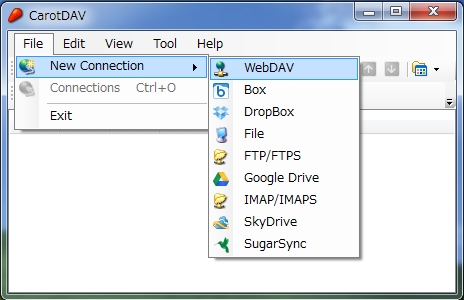 CarotDAV
File Edit View Tool Help
New Connection
Connections Ctrl+O
Exit
WebDAV
Box
DropBox
File
FTP/FTPS
Google Drive
IMAP/IMAPS
SkyDrive
SugarSync